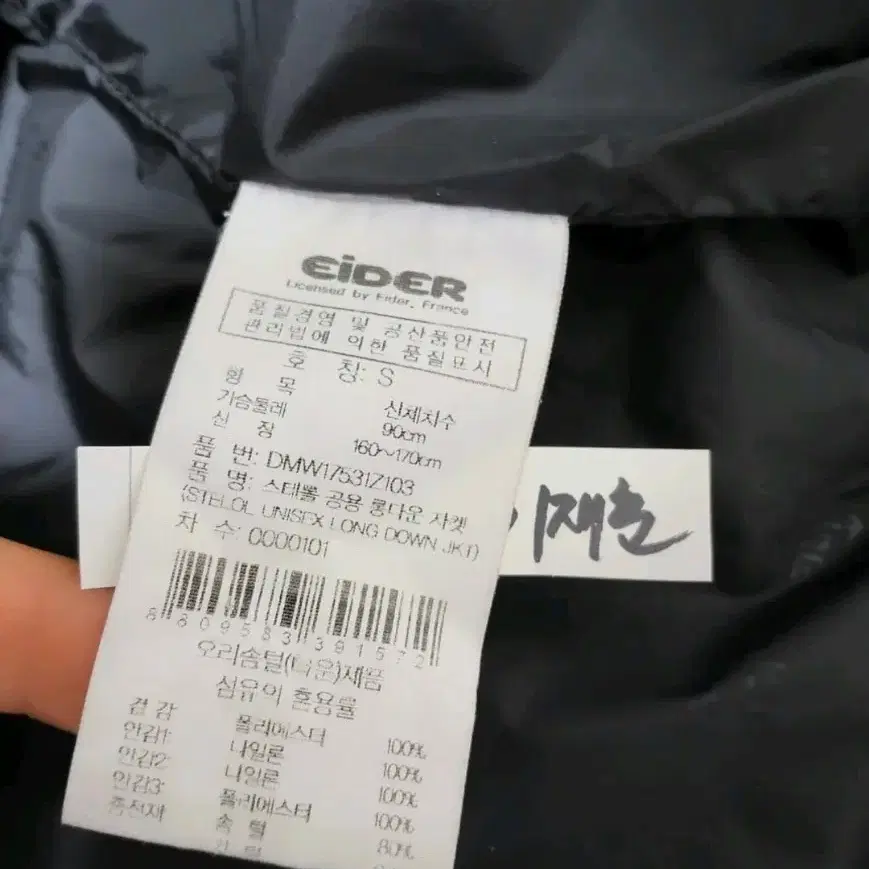 EiDER
Licensed by Eider, France
품질경영 및 공산품안전
관리법에 의한 품질표시
호 칭: S
항 목 신체치수
가슴둘레 90cm
신 장 160~170cm
품 번: DMW17531Z103
품 명: 스테롤 공용 롱다운 자켓
(STEROL UNISEX LONG DOWN JKT)
차 수: 0000101
8 809583 391572
오리솜털(다운)제품
섬유의 혼용률
겉감 폴리에스터 100%
안감1: 나일론 100%
안감2: 나일론 100%
안감3: 폴리에스터 100%
충전재 솜털 80%
재헌